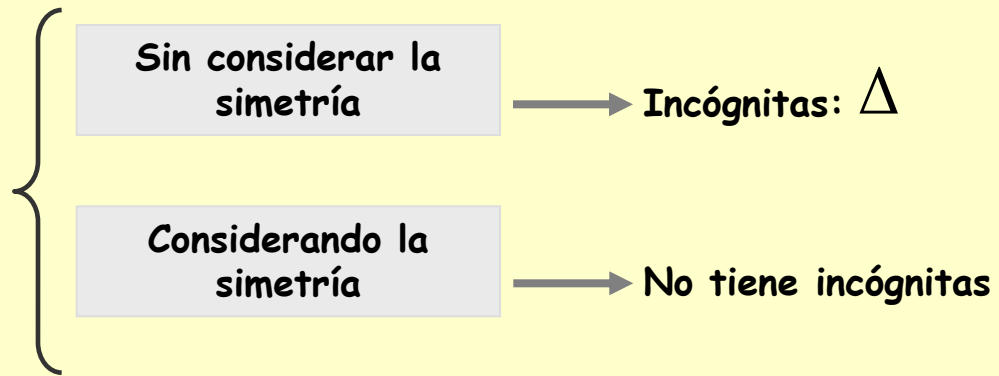 Sin considerar la
simetría
Incógnitas: Δ
Considerando la
simetría
No tiene incógnitas